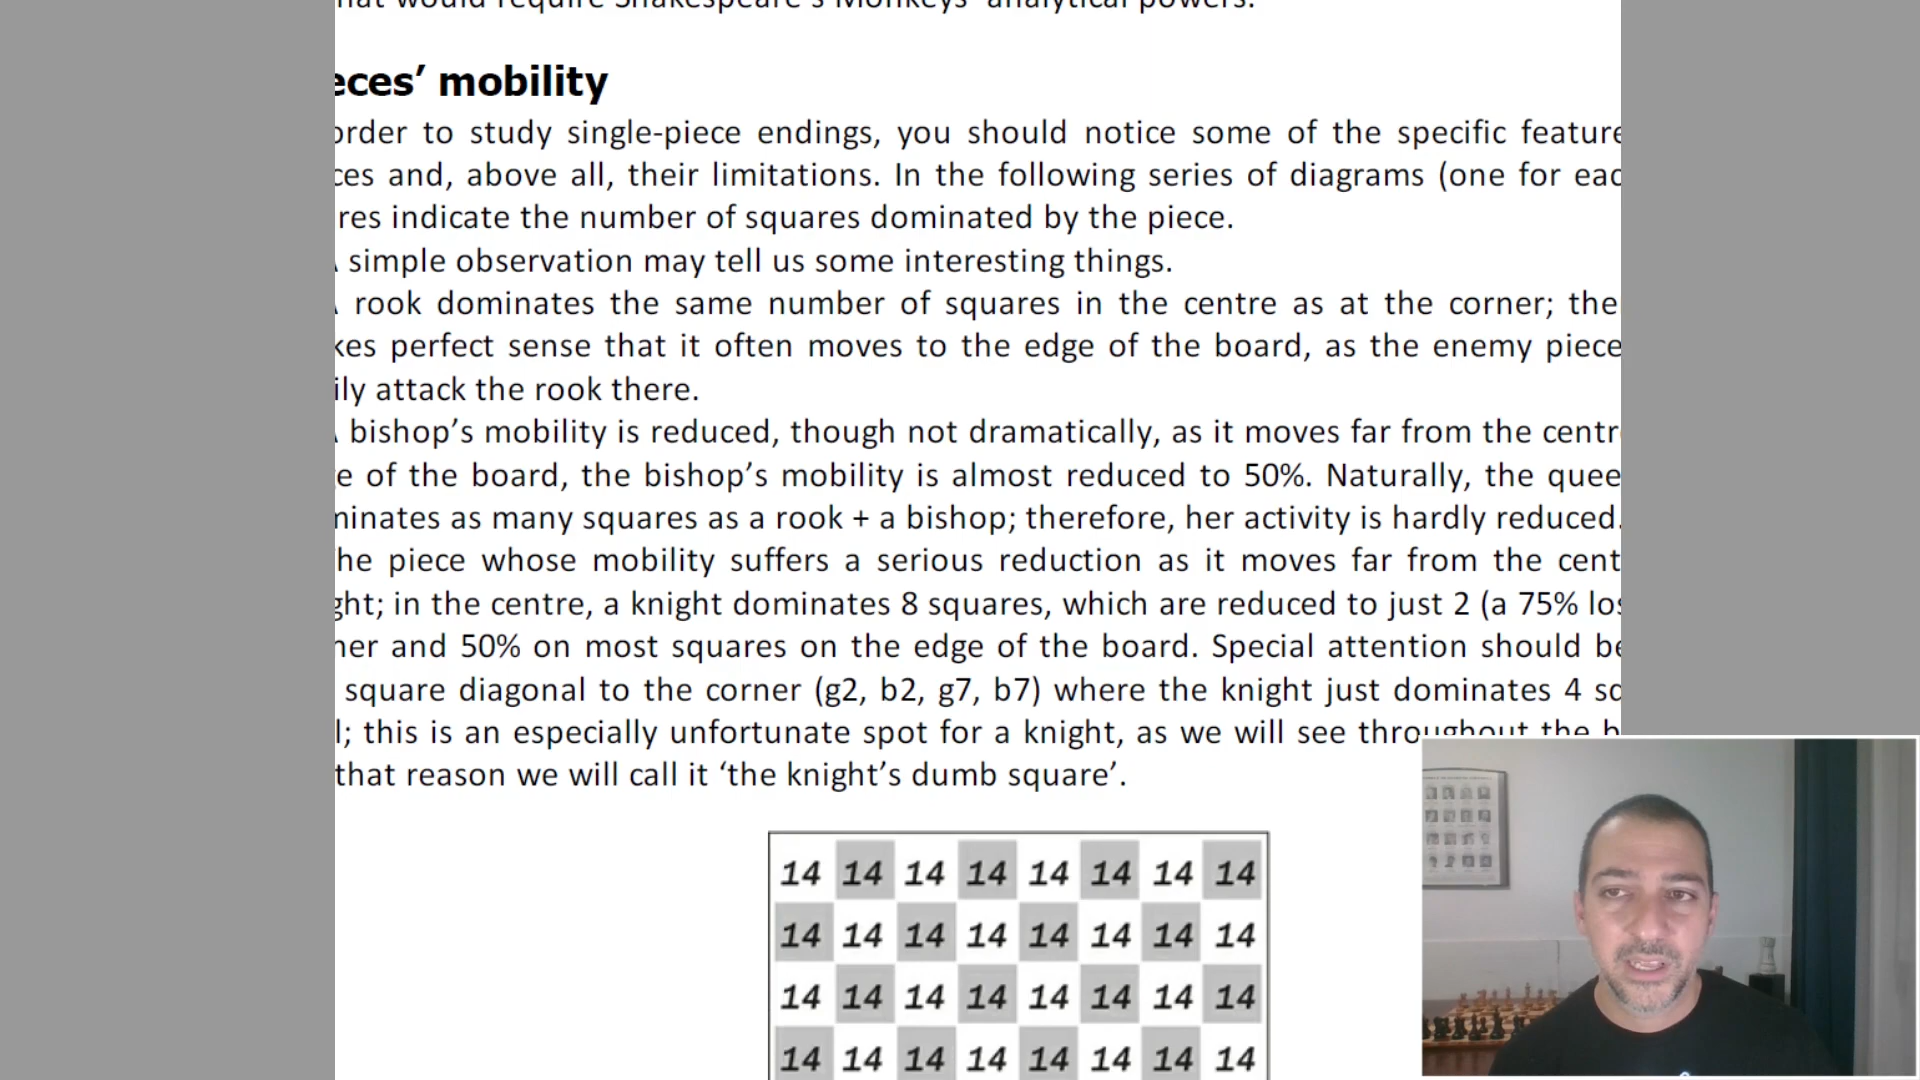 hat would require Shakespeare's Monkeys' analytical powers.
eces’ mobility
order to study single-piece endings, you should notice some of the specific feature
ces and, above all, their limitations. In the following series of diagrams (one for eac
res indicate the number of squares dominated by the piece.
simple observation may tell us some interesting things.
rook dominates the same number of squares in the centre as at the corner; the
kes perfect sense that it often moves to the edge of the board, as the enemy piece
ily attack the rook there.
bishop’s mobility is reduced, though not dramatically, as it moves far from the centr
e of the board, the bishop’s mobility is almost reduced to 50%. Naturally, the quee
minates as many squares as a rook + a bishop; therefore, her activity is hardly reduced.
he piece whose mobility suffers a serious reduction as it moves far from the cent
ght; in the centre, a knight dominates 8 squares, which are reduced to just 2 (a 75% los
ner and 50% on most squares on the edge of the board. Special attention should be
square diagonal to the corner (g2, b2, g7, b7) where the knight just dominates 4 sq
l; this is an especially unfortunate spot for a knight, as we will see throughout the b
that reason we will call it ‘the knight’s dumb square’.
14 14 14 14 14 14 14 14
14 14 14 14 14 14 14 14
14 14 14 14 14 14 14 14
14 14 14 14 14 14 14 14